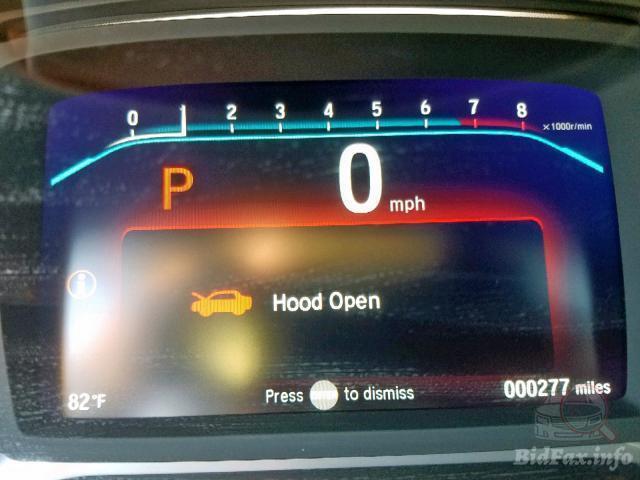 0 2 3 4 5 6 7 8 ×1000r/min
P 0 mph
i
Hood Open
82°F Press to dismiss 000277 miles
BidFax.info